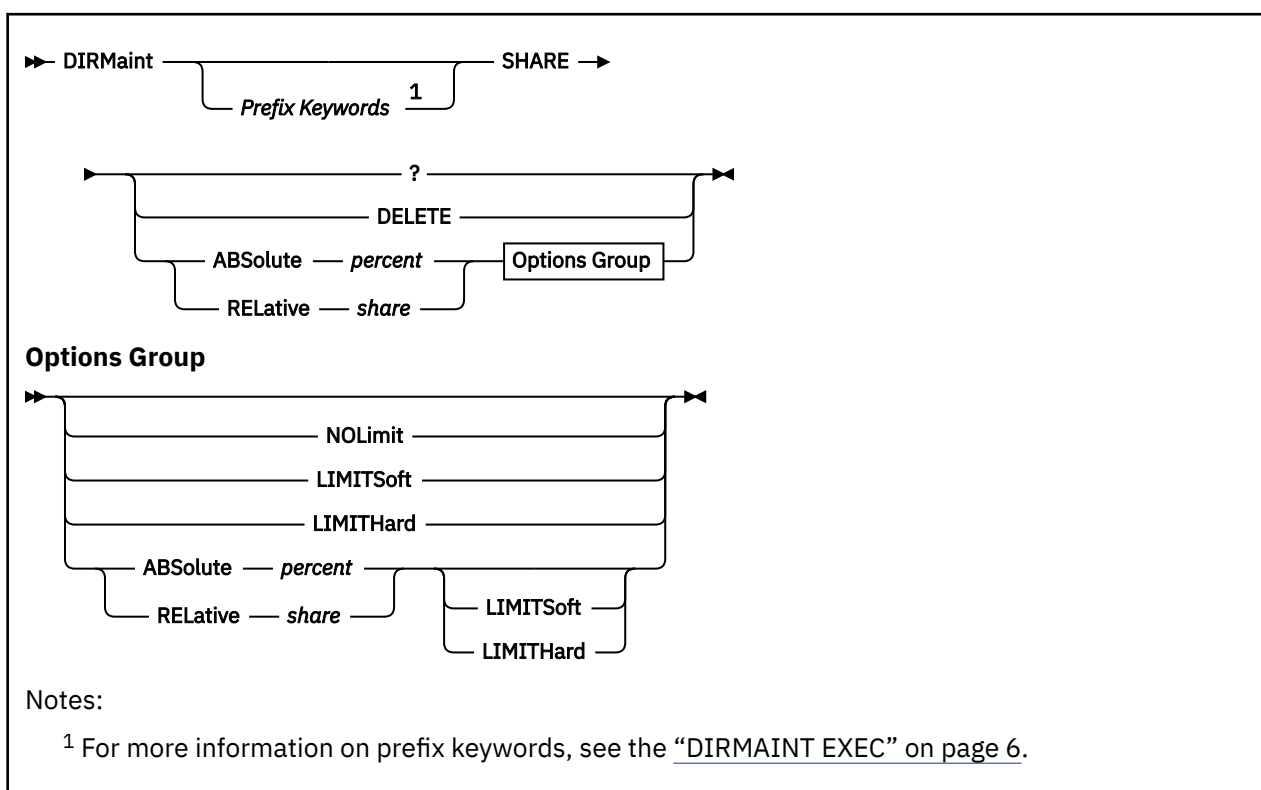 DIRMaint SHARE
Prefix Keywords 1
?
DELETE
ABSolute percent Options Group
RELative share
Options Group
NOLimit
LIMITSoft
LIMITHard
ABSolute percent
RELative share LIMITSoft
LIMITHard
Notes:
1 For more information on prefix keywords, see the “DIRMAINT EXEC” on page 6.